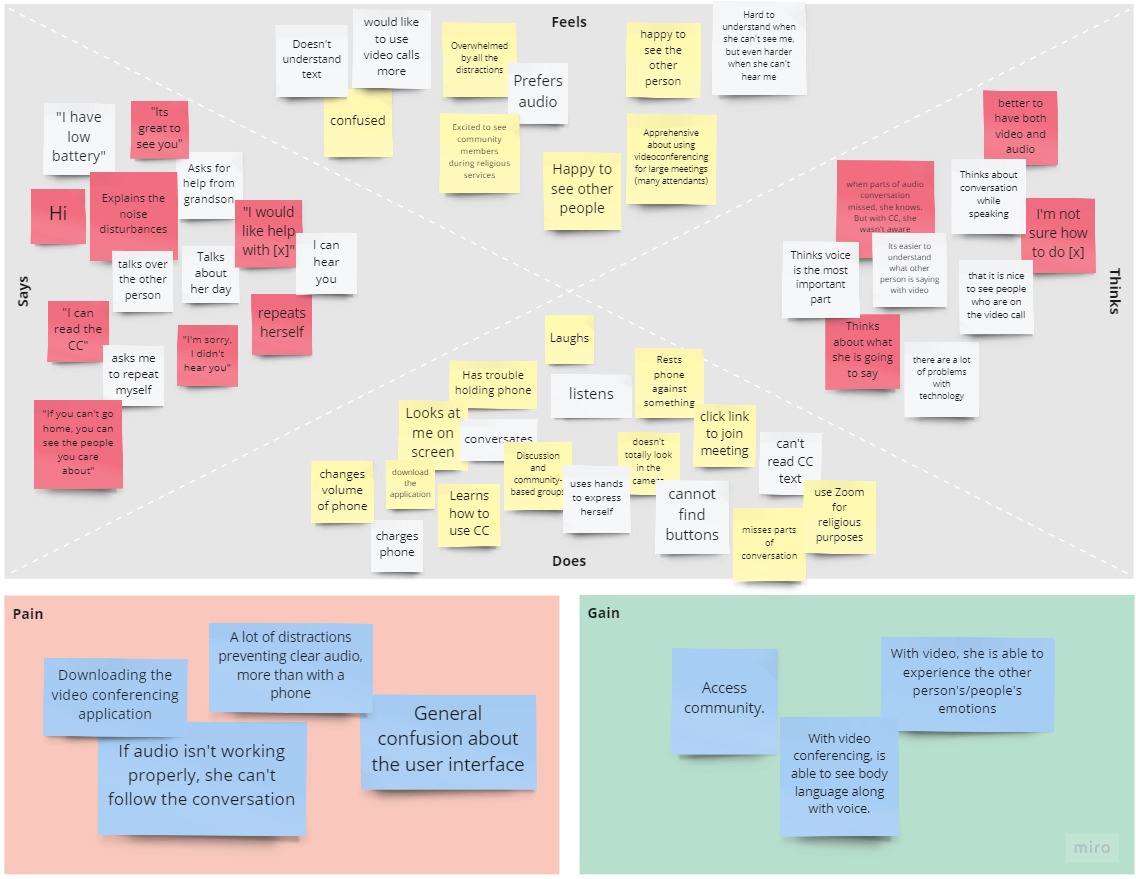 Feels
Doesn't
understand
text
would like
to use
video calls
more
Overwhelmed
by all the
distractions
Prefers
audio
happy to
see the
other
person
Hard to
understand when
she can't see me,
but even harder
when she can't
hear me
confused
Excited to see
community
members
during religious
services
Happy to
see other
people
Apprehensive
about using
videoconferencing
for large meetings
(many attendants)
Says
"I have
low
battery"
"Its
great to
see you"
Asks for
help from
grandson
Hi
Explains the
noise
disturbances
"I would
like help
with [x]"
talks over
the other
person
Talks
about
her day
I can
hear
you
"I can
read the
CC"
asks me
to repeat
myself
"I'm sorry,
I didn't
hear you"
repeats
herself
"If you can't go
home, you can
see the people
you care
about"
Thinks
better to
have both
video and
audio
when parts of audio
conversation
missed, she knows.
But with CC, she
wasn't aware
Thinks about
conversation
while
speaking
I'm not
sure how
to do [x]
Thinks voice
is the most
important
part
Its easier to
understand
what other
person is saying
with video
that it is nice
to see people
who are on
the video call
Thinks
about what
she is going
to say
there are a lot
of problems
with
technology
Laughs
Has trouble
holding phone
listens
Rests
phone
against
something
Looks at
me on
screen
conversates
click link
to join
meeting
changes
volume
of phone
download
the
application
Learns
how to
use CC
Discussion
and
community-
based groups
uses hands
to express
herself
doesn't
totally look
in the
camera
can't
read CC
text
cannot
find
buttons
use Zoom
for
religious
purposes
misses parts
of
conversation
charges
phone
Does
Pain
Downloading the
video conferencing
application
A lot of distractions
preventing clear audio,
more than with a
phone
If audio isn't working
properly, she can't
follow the conversation
General
confusion about
the user interface
Gain
Access
community.
With video, she is able to
experience the other
person's/people's
emotions
With video
conferencing, is
able to see body
language along
with voice.
miro